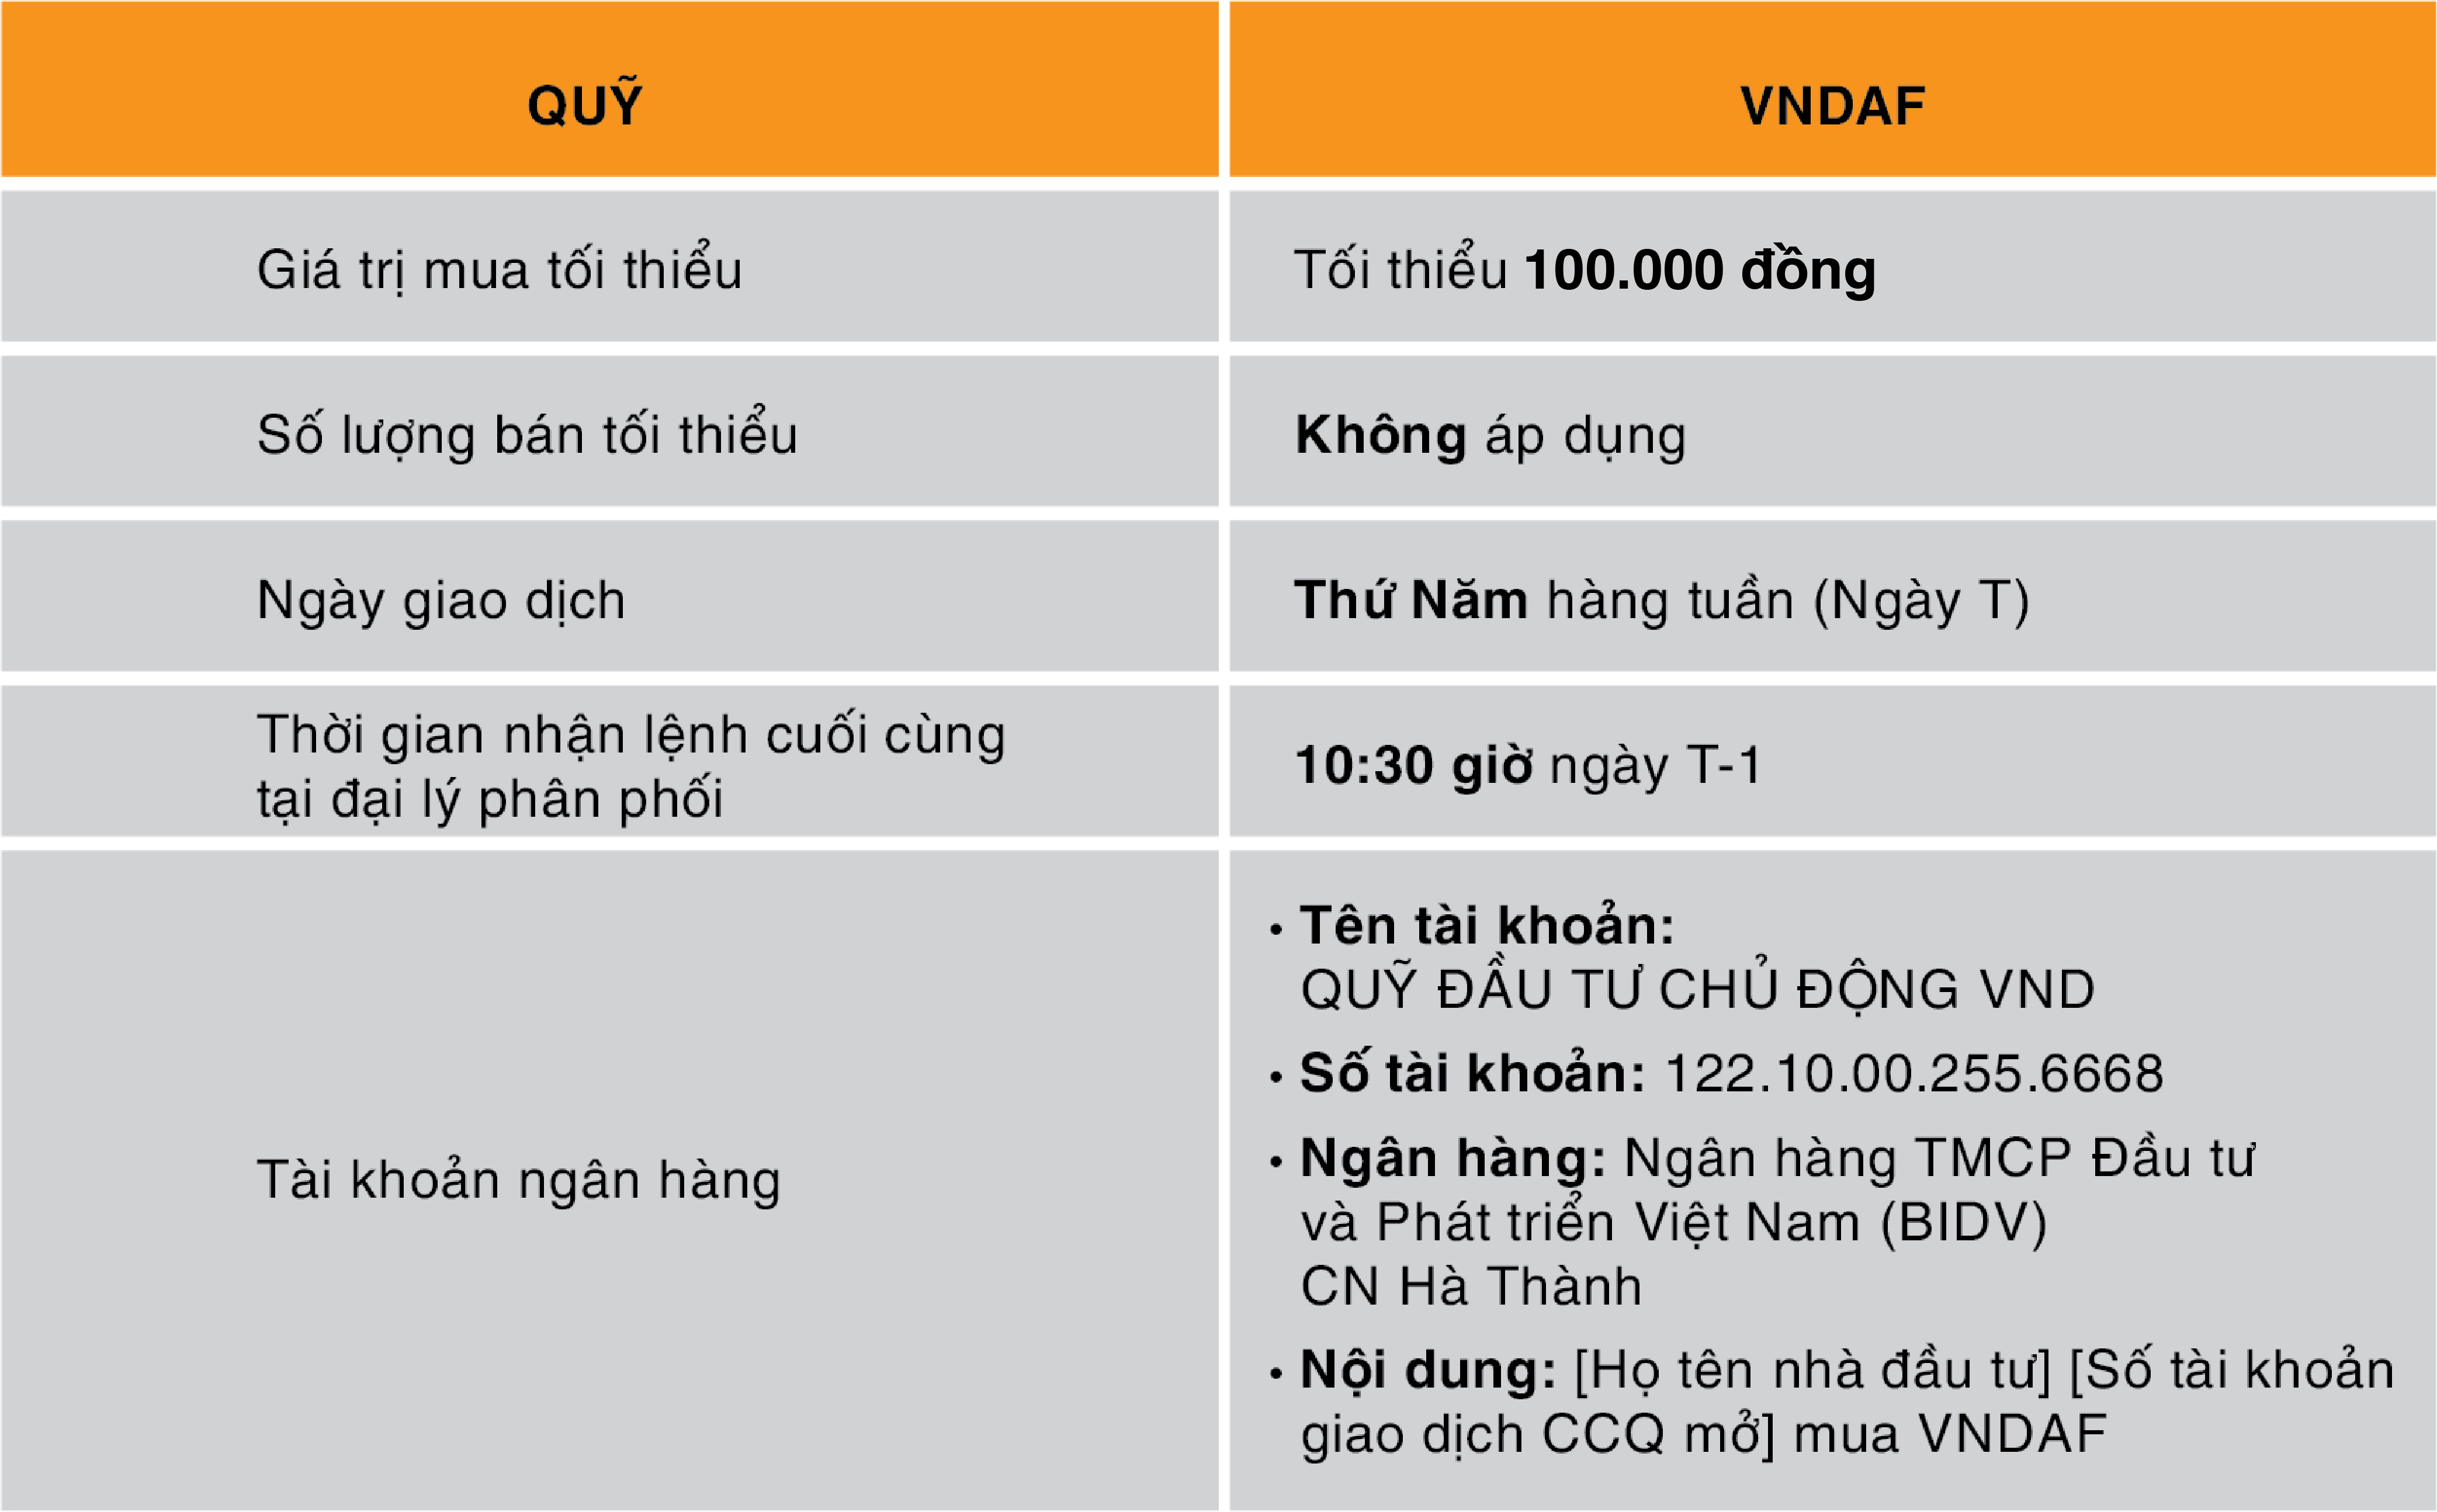 QUỸ
VNDAF
Giá trị mua tối thiểu
Tối thiểu 100.000 đồng
Số lượng bán tối thiểu
Không áp dụng
Ngày giao dịch
Thứ Năm hàng tuần (Ngày T)
Thời gian nhận lệnh cuối cùng
tại đại lý phân phối
10:30 giờ ngày T-1
Tài khoản ngân hàng
• Tên tài khoản:
QUỸ ĐẦU TƯ CHỦ ĐỘNG VND
• Số tài khoản: 122.10.00.255.6668
• Ngân hàng: Ngân hàng TMCP Đầu tư
và Phát triển Việt Nam (BIDV)
CN Hà Thành
• Nội dung: [Họ tên nhà đầu tư] [Số tài khoản
giao dịch CCQ mở] mua VNDAF